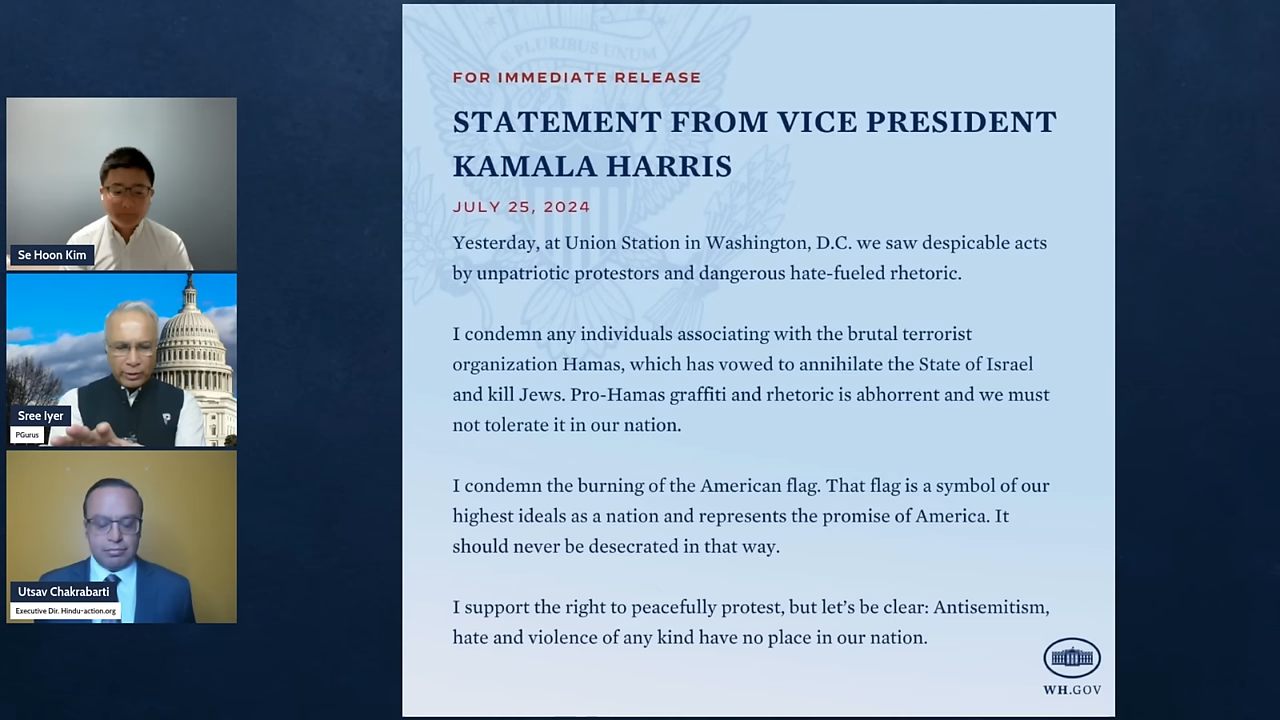 E PLURIBUS UNUM
FOR IMMEDIATE RELEASE
STATEMENT FROM VICE PRESIDENT
KAMALA HARRIS
JULY 25, 2024
Yesterday, at Union Station in Washington, D.C. we saw despicable acts
by unpatriotic protestors and dangerous hate-fueled rhetoric.
I condemn any individuals associating with the brutal terrorist
organization Hamas, which has vowed to annihilate the State of Israel
and kill Jews. Pro-Hamas graffiti and rhetoric is abhorrent and we must
not tolerate it in our nation.
I condemn the burning of the American flag. That flag is a symbol of our
highest ideals as a nation and represents the promise of America. It
should never be desecrated in that way.
I support the right to peacefully protest, but let’s be clear: Antisemitism,
hate and violence of any kind have no place in our nation.
WH.GOV
Se Hoon Kim
Sree Iyer
PGurus
Utsav Chakrabarti
Executive Dir. Hindu-action.org